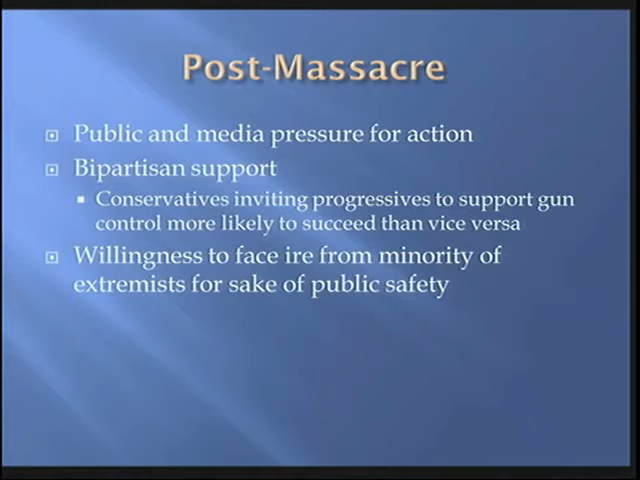 Post-Massacre
Public and media pressure for action
Bipartisan support
Conservatives inviting progressives to support gun
control more likely to succeed than vice versa
Willingness to face ire from minority of
extremists for sake of public safety